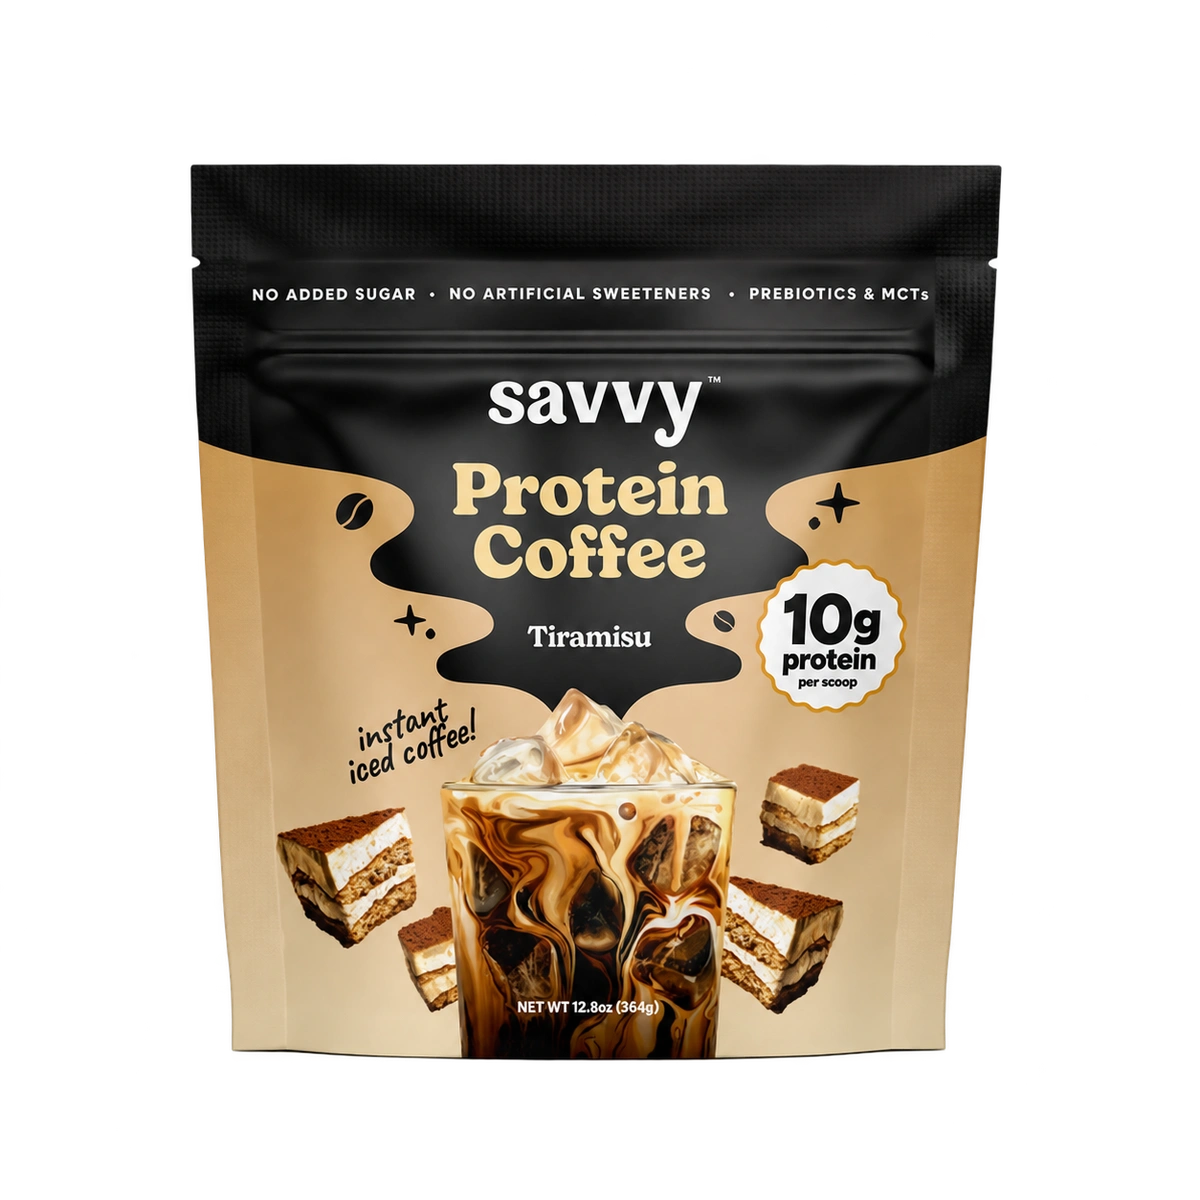 NO ADDED SUGAR • NO ARTIFICIAL SWEETENERS • PREBIOTICS & MCTs
savvy™
Protein
Coffee
Tiramisu
10g
protein
per scoop
instant
iced coffee!
NET WT 12.8oz (364g)